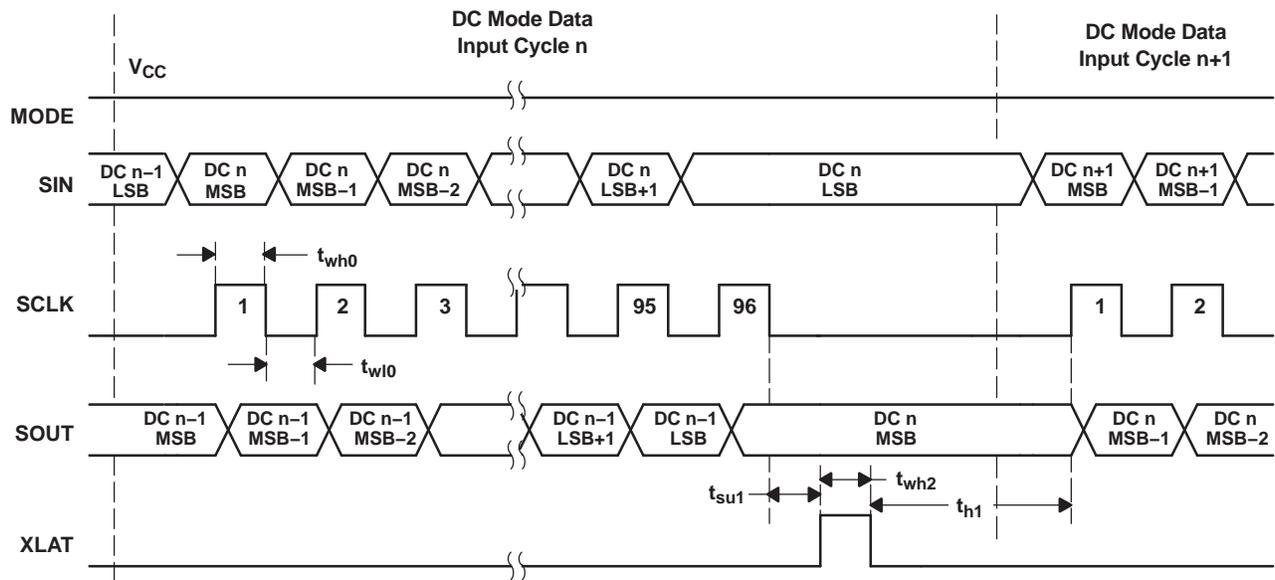 DC Mode Data
Input Cycle n
DC Mode Data
Input Cycle n+1
VCC
MODE
SIN
DC n–1
LSB
DC n
MSB
DC n
MSB–1
DC n
MSB–2
DC n
LSB+1
DC n
LSB
DC n+1
MSB
DC n+1
MSB–1
twh0
SCLK
1
2
3
95
96
1
2
twl0
SOUT
DC n–1
MSB
DC n–1
MSB–1
DC n–1
MSB–2
DC n–1
LSB+1
DC n–1
LSB
DC n
MSB
DC n
MSB–1
DC n
MSB–2
tsu1
twh2
th1
XLAT